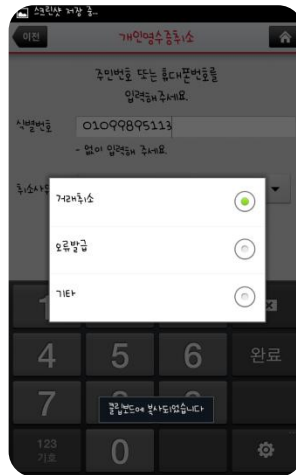 스크린샷 저장 중..
이전
개인영수증취소
주민번호 또는 휴대폰번호를
입력해 주세요.
식별번호
01099895113
- 없이 입력해 주세요.
취소사유
거래취소
오류발급
기타
1
4 5 6 완료
7
클립보드에 복사되었습니다
123
기호
0